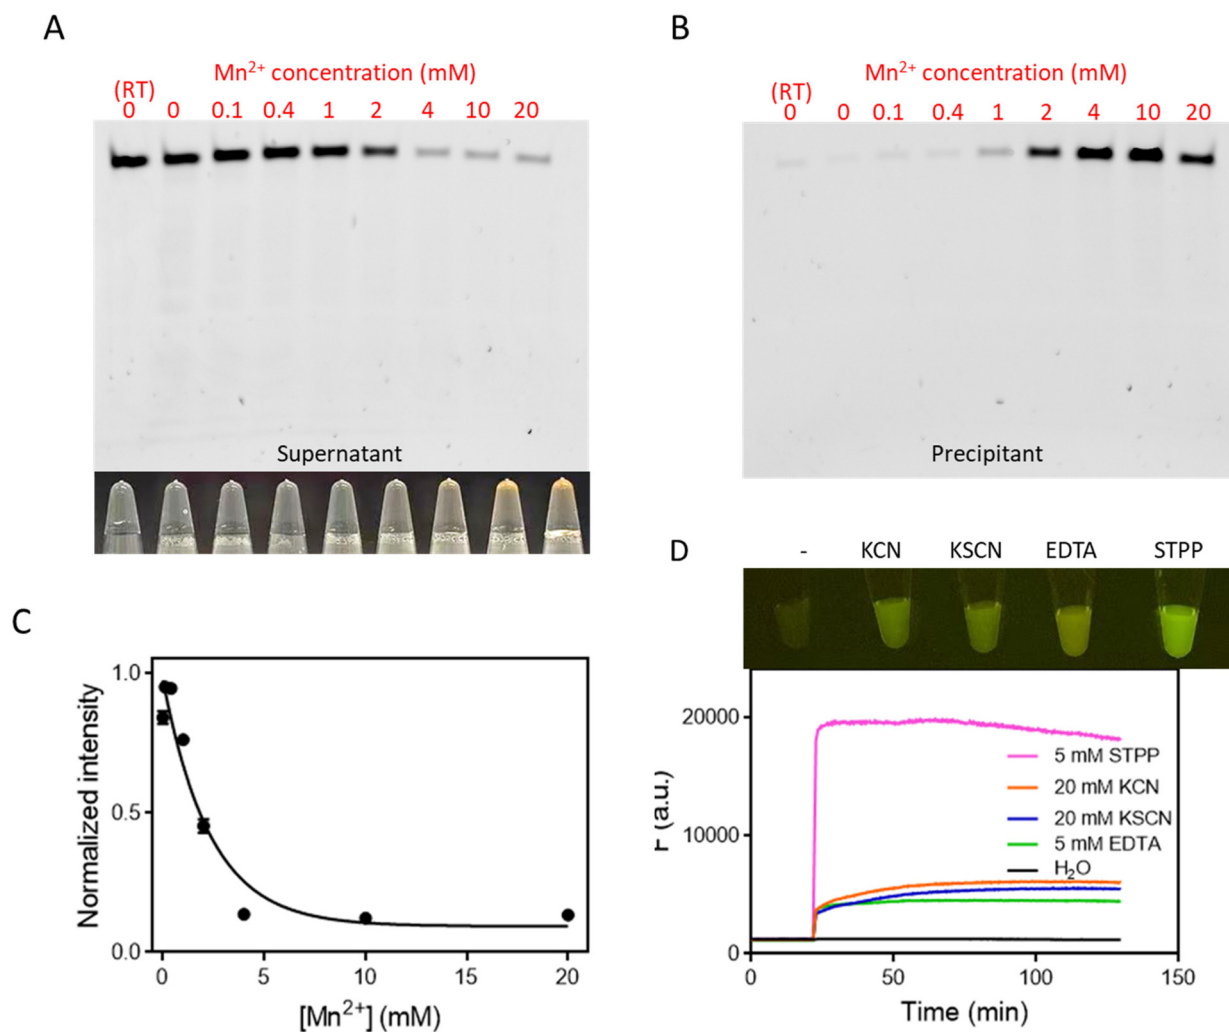 A
Mn²⁺ concentration (mM)
(RT)
0 0 0.1 0.4 1 2 4 10 20
Supernatant
B
Mn²⁺ concentration (mM)
(RT)
0 0 0.1 0.4 1 2 4 10 20
Precipitant
C
1.0
0.5
0.0
Normalized intensity
0 5 10 15 20
[Mn²⁺] (mM)
D
- KCN KSCN EDTA STPP
20000
10000
0
F (a.u.)
5 mM STPP
20 mM KCN
20 mM KSCN
5 mM EDTA
H₂O
0 50 100 150
Time (min)